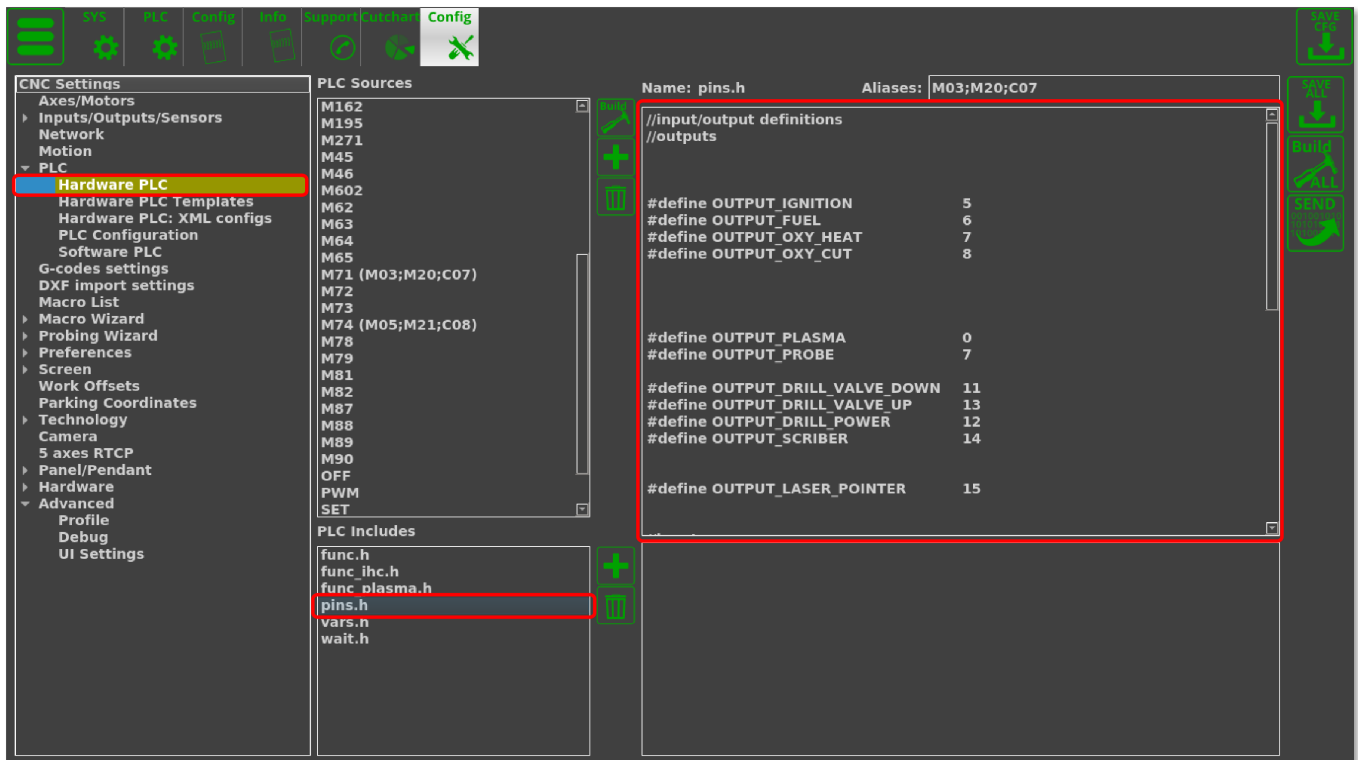 SYS
PLC
Config
Info
Support
Cutchart
Config
SAVE
CFG
CNC Settings
Axes/Motors
Inputs/Outputs/Sensors
Network
Motion
PLC
Hardware PLC
Hardware PLC Templates
Hardware PLC: XML configs
PLC Configuration
Software PLC
G-codes settings
DXF import settings
Macro List
Macro Wizard
Probing Wizard
Preferences
Screen
Work Offsets
Parking Coordinates
Technology
Camera
5 axes RTCP
Panel/Pendant
Hardware
Advanced
Profile
Debug
UI Settings
PLC Sources
M162
M195
M271
M45
M46
M602
M62
M63
M64
M65
M71 (M03;M20;C07)
M72
M73
M74 (M05;M21;C08)
M78
M79
M81
M82
M87
M88
M89
M90
OFF
PWM
SET
Build
PLC Includes
func.h
func_ihc.h
func_plasma.h
pins.h
vars.h
wait.h
Name: pins.h Aliases: M03;M20;C07
//input/output definitions
//outputs
#define OUTPUT_IGNITION 5
#define OUTPUT_FUEL 6
#define OUTPUT_OXY_HEAT 7
#define OUTPUT_OXY_CUT 8
#define OUTPUT_PLASMA 0
#define OUTPUT_PROBE 7
#define OUTPUT_DRILL_VALVE_DOWN 11
#define OUTPUT_DRILL_VALVE_UP 13
#define OUTPUT_DRILL_POWER 12
#define OUTPUT_SCRIBER 14
#define OUTPUT_LASER_POINTER 15
SAVE
ALL
Build
ALL
SEND